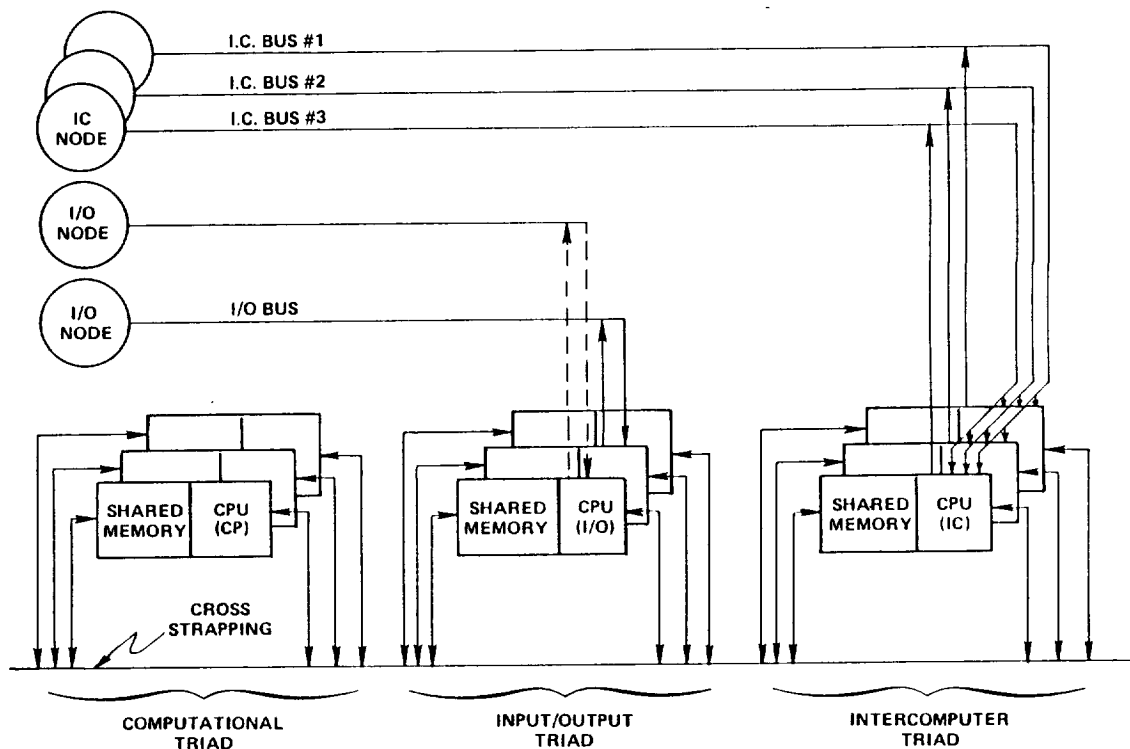 I.C. BUS #1
I.C. BUS #2
I.C. BUS #3
IC
NODE
I/O
NODE
I/O
NODE
I/O BUS
SHARED
MEMORY
CPU
(CP)
SHARED
MEMORY
CPU
(I/O)
SHARED
MEMORY
CPU
(IC)
CROSS
STRAPPING
COMPUTATIONAL
TRIAD
INPUT/OUTPUT
TRIAD
INTERCOMPUTER
TRIAD